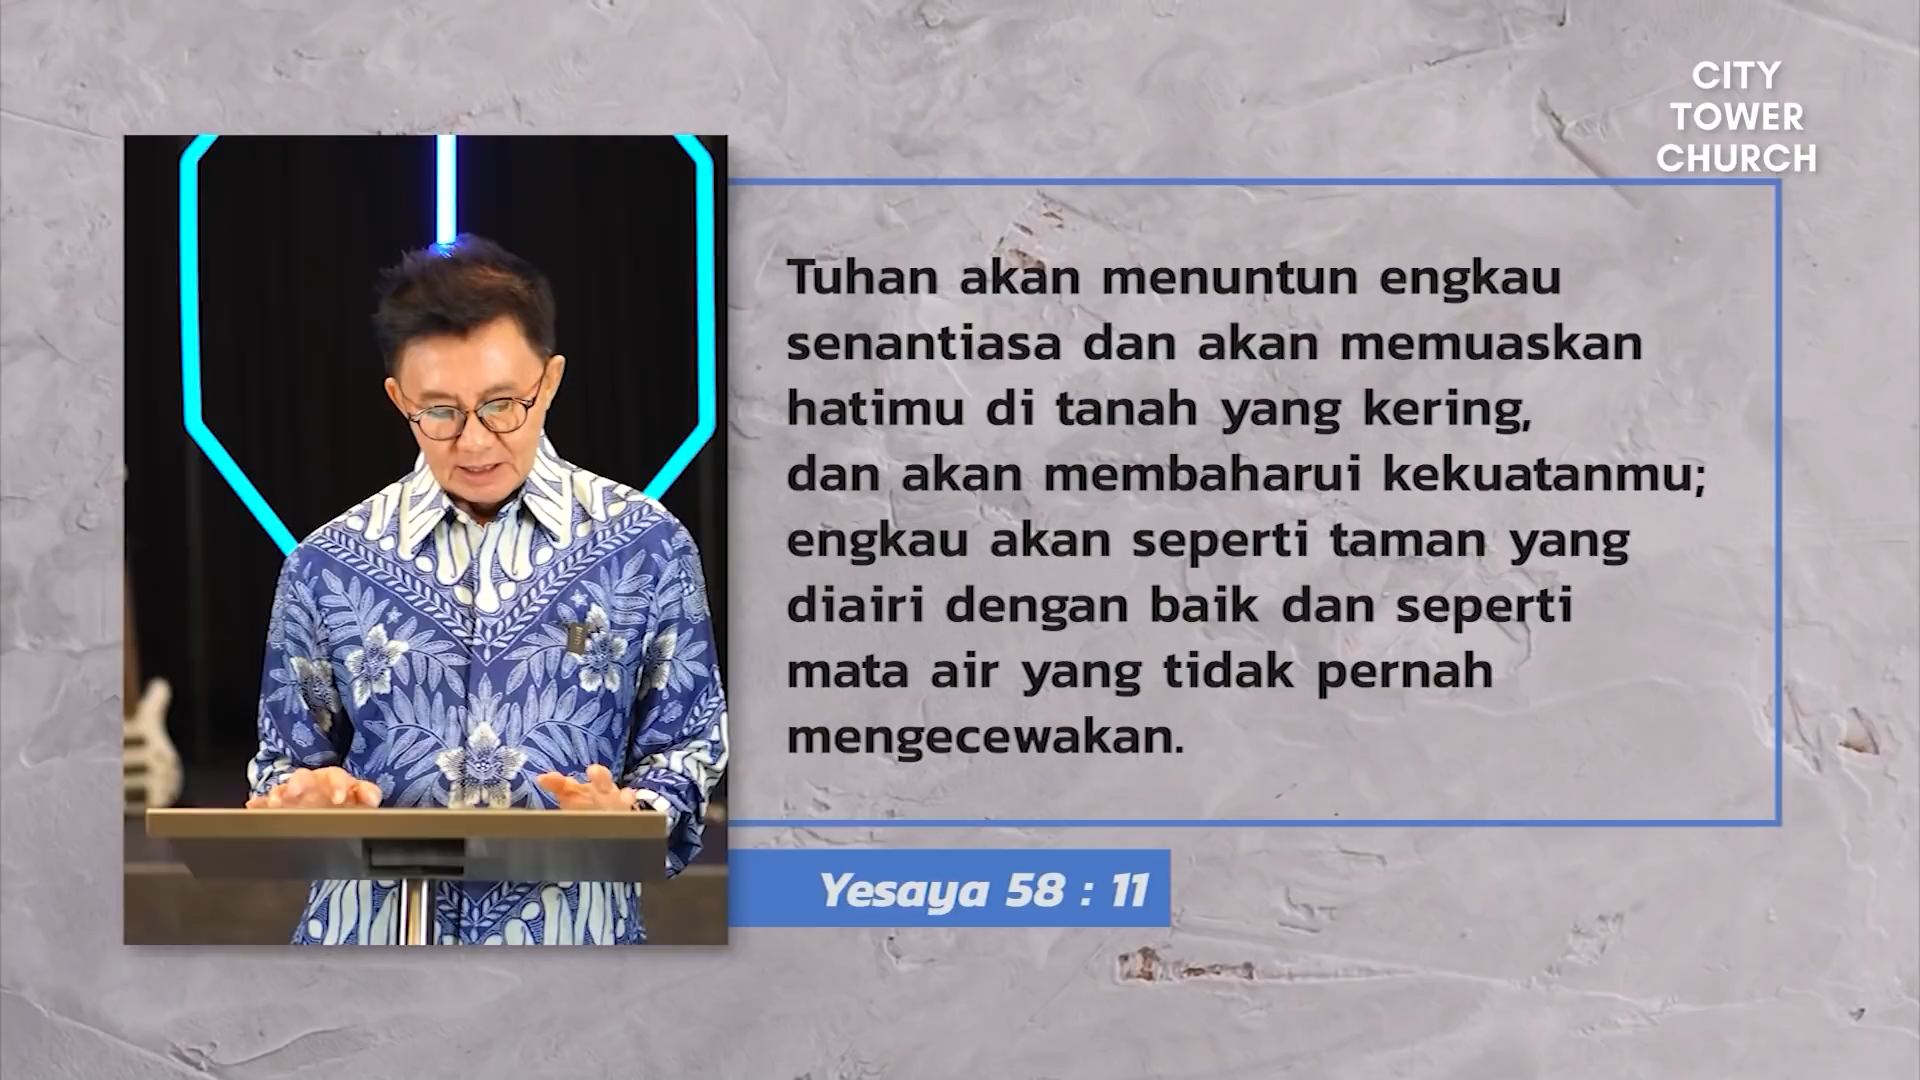 CITY
TOWER
CHURCH
Tuhan akan menuntun engkau
senantiasa dan akan memuaskan
hatimu di tanah yang kering,
dan akan membaharui kekuatanmu;
engkau akan seperti taman yang
diairi dengan baik dan seperti
mata air yang tidak pernah
mengecewakan.
Yesaya 58 : 11